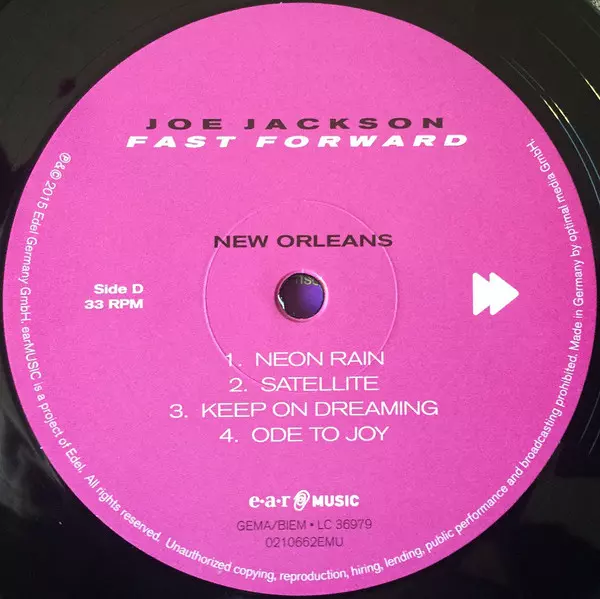 JOE JACKSON
FAST FORWARD
NEW ORLEANS
Side D
33 RPM
1. NEON RAIN
2. SATELLITE
3. KEEP ON DREAMING
4. ODE TO JOY
e·a·r MUSIC
GEMA/BIEM • LC 36979
0210662EMU
℗&© 2015 Edel Germany GmbH. earMUSIC is a project of Edel. All rights reserved. Unauthorized copying, reproduction, hiring, lending, public performance and broadcasting prohibited. Made in Germany by optimal media GmbH.